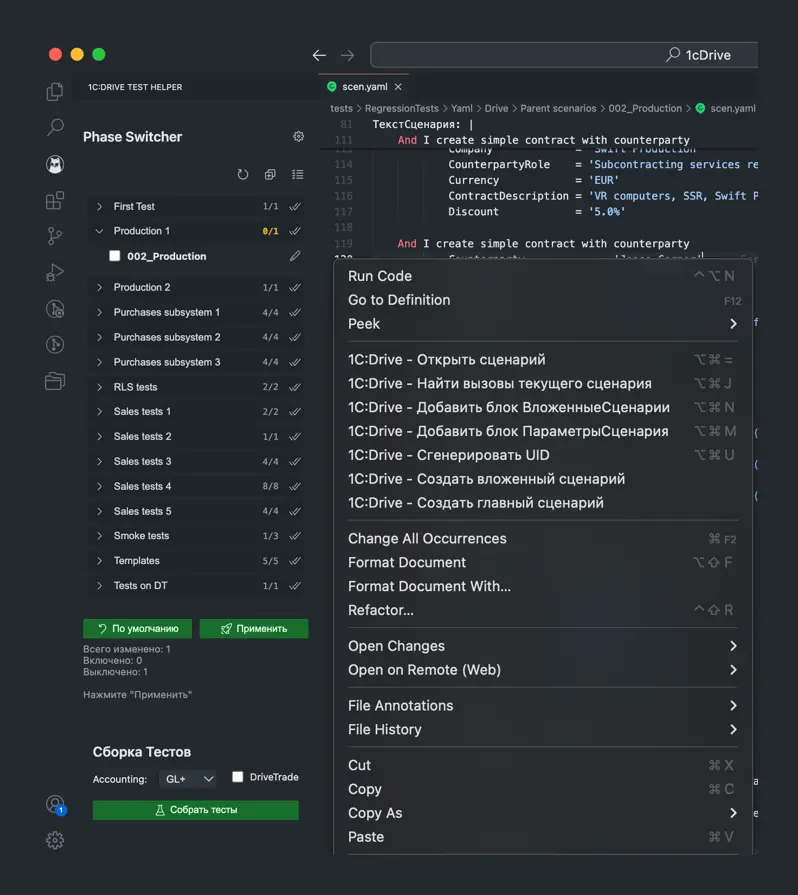 1cDrive
1C:DRIVE TEST HELPER
Phase Switcher
First Test 1/1
Production 1 0/1
002_Production
Production 2 1/1
Purchases subsystem 1 4/4
Purchases subsystem 2 4/4
Purchases subsystem 3 4/4
RLS tests 2/2
Sales tests 1 2/2
Sales tests 2 1/1
Sales tests 3 4/4
Sales tests 4 8/8
Sales tests 5 4/4
Smoke tests 1/3
Templates 5/5
Tests on DT 1/1
По умолчанию
Применить
Всего изменено: 1
Включено: 0
Выключено: 1
Нажмите "Применить"
Сборка Тестов
Accounting: GL+ DriveTrade
Собрать тесты
1
scen.yaml
tests > RegressionTests > Yaml > Drive > Parent scenarios > 002_Production > scen.yaml
81 ТекстСценария: |
111 And I create simple contract with counterparty
113 Company = 'Swift Production'
114 CounterpartyRole = 'Subcontracting services re
115 Currency = 'EUR'
116 ContractDescription = 'VR computers, SSR, Swift P
117 Discount = '5.0%'
118
119 And I create simple contract with counterparty
120 Counterparty
Run Code ^⌥ N
Go to Definition F12
Peek
1C:Drive - Открыть сценарий ⌥⌘ =
1C:Drive - Найти вызовы текущего сценария ⌥⌘ J
1C:Drive - Добавить блок ВложенныеСценарии ⌥⌘ N
1C:Drive - Добавить блок ПараметрыСценария ⌥⌘ M
1C:Drive - Сгенерировать UID ⌥⌘ U
1C:Drive - Создать вложенный сценарий
1C:Drive - Создать главный сценарий
Change All Occurrences ⌘ F2
Format Document ⌥⇧ F
Format Document With...
Refactor... ^⇧ R
Open Changes
Open on Remote (Web)
File Annotations
File History
Cut ⌘ X
Copy ⌘ C
Copy As
Paste ⌘ V